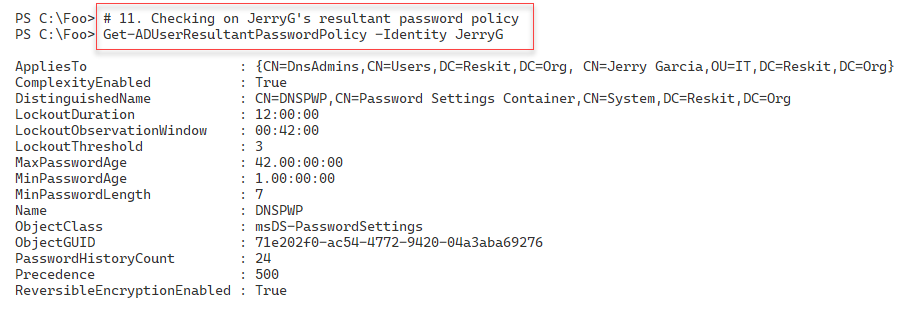 PS C:\Foo> # 11. Checking on JerryG's resultant password policy
PS C:\Foo> Get-ADUserResultantPasswordPolicy -Identity JerryG
AppliesTo : {CN=DnsAdmins,CN=Users,DC=Reskit,DC=Org, CN=Jerry Garcia,OU=IT,DC=Reskit,DC=Org}
ComplexityEnabled : True
DistinguishedName : CN=DNSPWP,CN=Password Settings Container,CN=System,DC=Reskit,DC=Org
LockoutDuration : 12:00:00
LockoutObservationWindow : 00:42:00
LockoutThreshold : 3
MaxPasswordAge : 42.00:00:00
MinPasswordAge : 1.00:00:00
MinPasswordLength : 7
Name : DNSPWP
ObjectClass : msDS-PasswordSettings
ObjectGUID : 71e202f0-ac54-4772-9420-04a3aba69276
PasswordHistoryCount : 24
Precedence : 500
ReversibleEncryptionEnabled : True